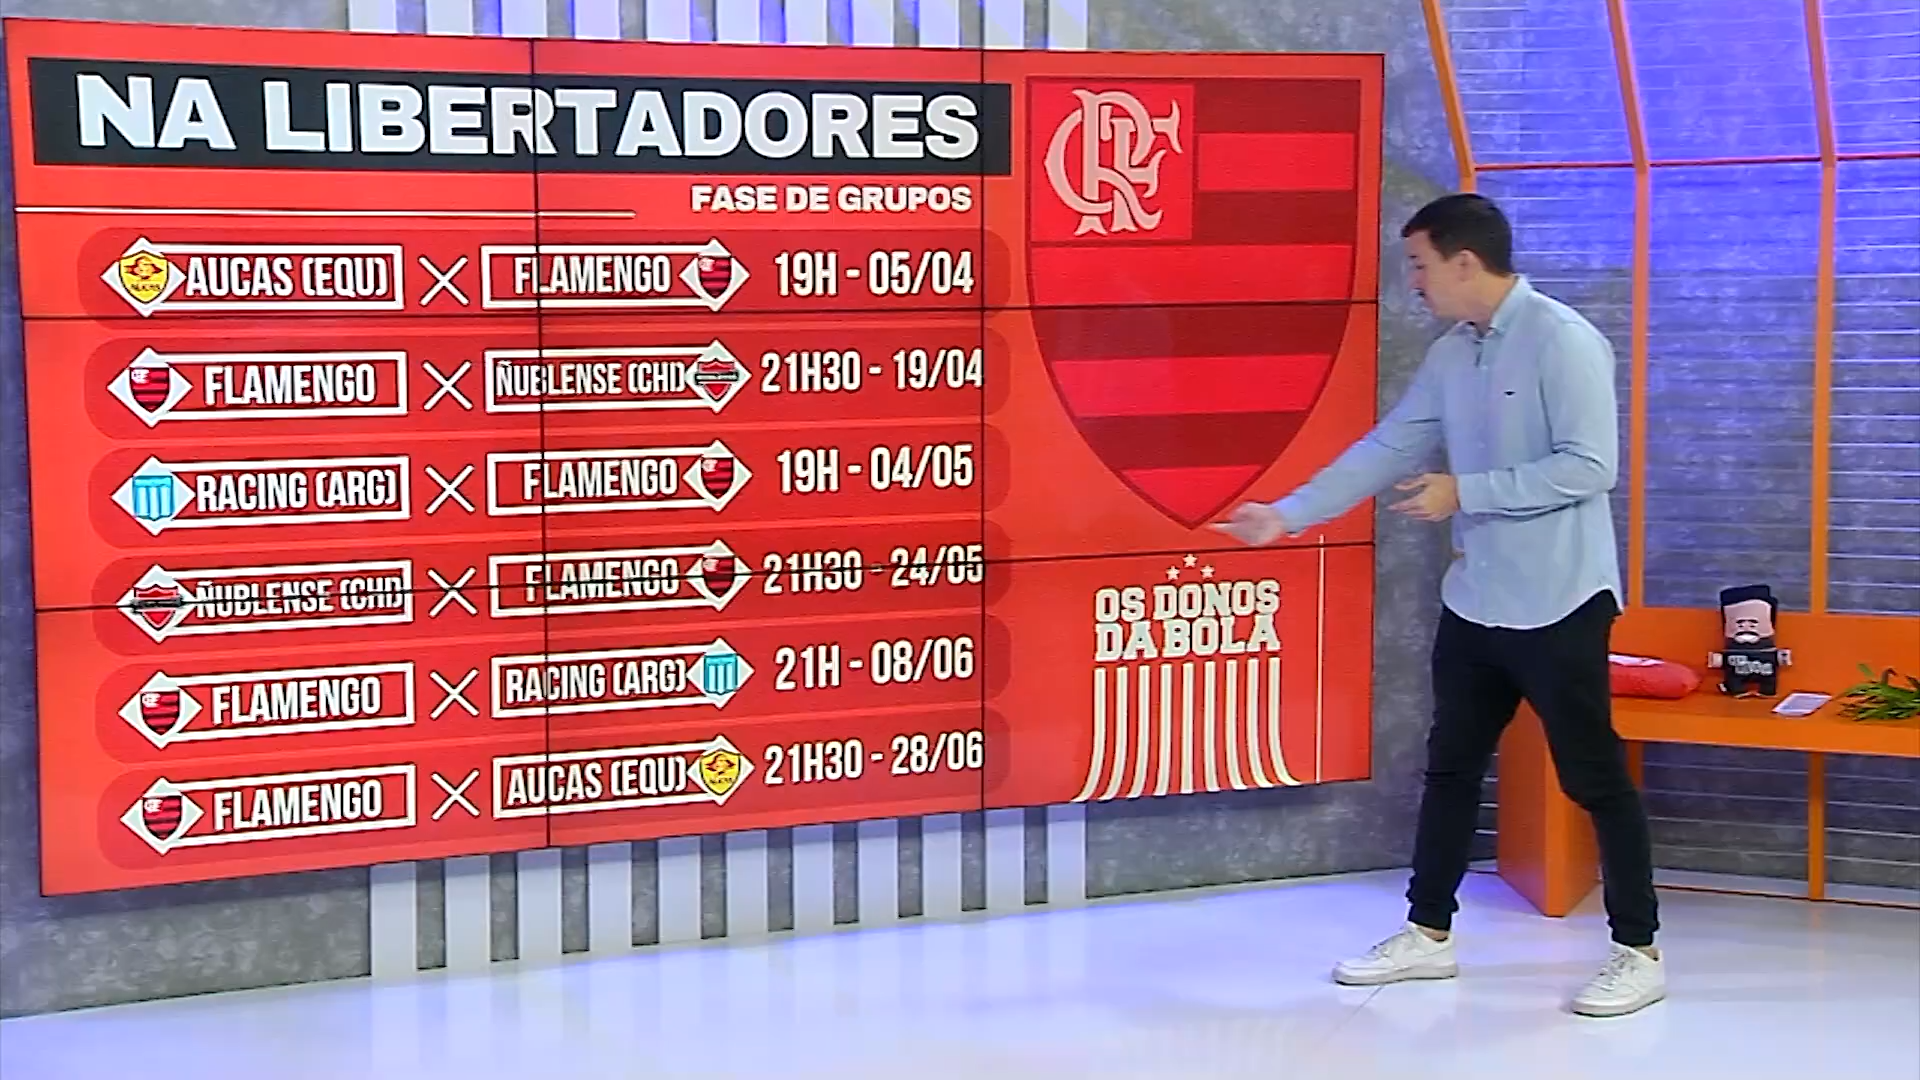 NA LIBERTADORES
FASE DE GRUPOS
AUCAS (EQU) X FLAMENGO 19H - 05/04
FLAMENGO X ÑUBLENSE (CHI) 21H30 - 19/04
RACING (ARG) X FLAMENGO 19H - 04/05
ÑUBLENSE (CHI) X FLAMENGO 21H30 - 24/05
FLAMENGO X RACING (ARG) 21H - 08/06
FLAMENGO X AUCAS (EQU) 21H30 - 28/06
CRF
OS DONOS
DA BOLA